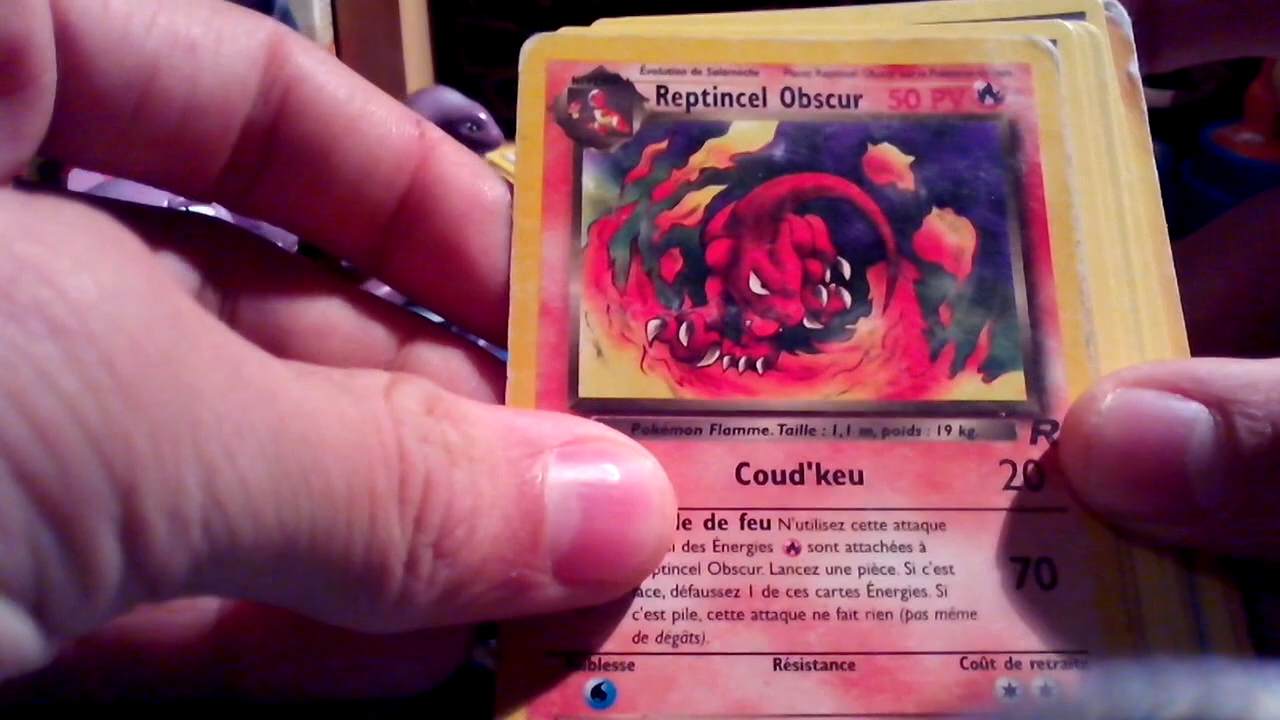 Évolution de Salamèche
Reptincel Obscur 50 PV
Pokémon Flamme. Taille : 1,1 m, poids : 19 kg.
R
Coud'keu 20
le de feu N'utilisez cette attaque
i des Énergies sont attachées à
ptincel Obscur. Lancez une pièce. Si c'est
ace, défaussez 1 de ces cartes Énergies. Si
c'est pile, cette attaque ne fait rien (pas même
de dégâts).
70
iblesse Résistance Coût de retraite